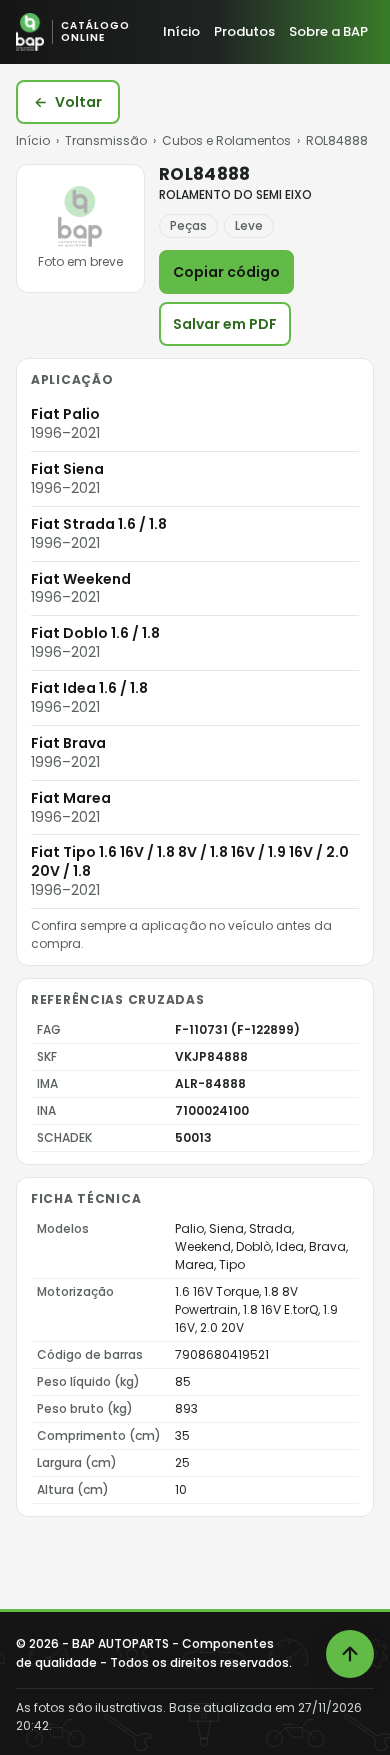 bap
CATÁLOGO
ONLINE
Início
Produtos
Sobre a BAP
← Voltar
Início › Transmissão › Cubos e Rolamentos › ROL84888
bap
Foto em breve
ROL84888
ROLAMENTO DO SEMI EIXO
Peças
Leve
Copiar código
Salvar em PDF
APLICAÇÃO
Fiat Palio
1996–2021
Fiat Siena
1996–2021
Fiat Strada 1.6 / 1.8
1996–2021
Fiat Weekend
1996–2021
Fiat Doblo 1.6 / 1.8
1996–2021
Fiat Idea 1.6 / 1.8
1996–2021
Fiat Brava
1996–2021
Fiat Marea
1996–2021
Fiat Tipo 1.6 16V / 1.8 8V / 1.8 16V / 1.9 16V / 2.0
20V / 1.8
1996–2021
Confira sempre a aplicação no veículo antes da
compra.
REFERÊNCIAS CRUZADAS
FAG F-110731 (F-122899)
SKF VKJP84888
IMA ALR-84888
INA 7100024100
SCHADEK 50013
FICHA TÉCNICA
Modelos Palio, Siena, Strada,
Weekend, Doblò, Idea, Brava,
Marea, Tipo
Motorização 1.6 16V Torque, 1.8 8V
Powertrain, 1.8 16V E.torQ, 1.9
16V, 2.0 20V
Código de barras 7908680419521
Peso líquido (kg) 85
Peso bruto (kg) 893
Comprimento (cm) 35
Largura (cm) 25
Altura (cm) 10
© 2026 - BAP AUTOPARTS - Componentes
de qualidade - Todos os direitos reservados.
As fotos são ilustrativas. Base atualizada em 27/11/2026
20:42.